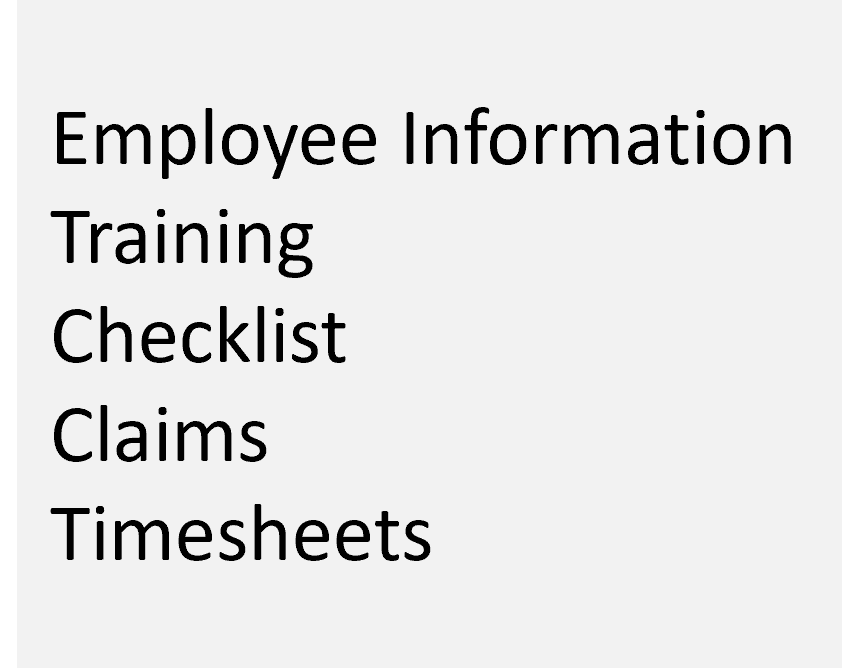 Employee Information
Training
Checklist
Claims
Timesheets